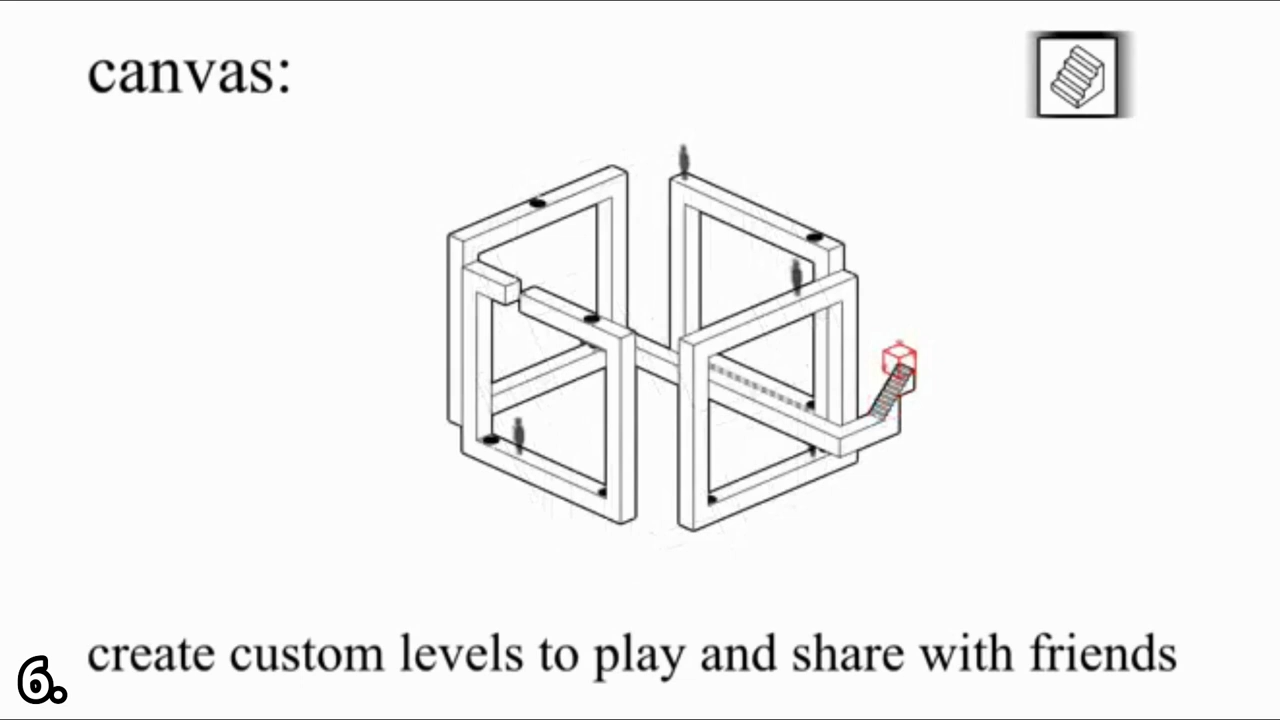 canvas:
create custom levels to play and share with friends
6.